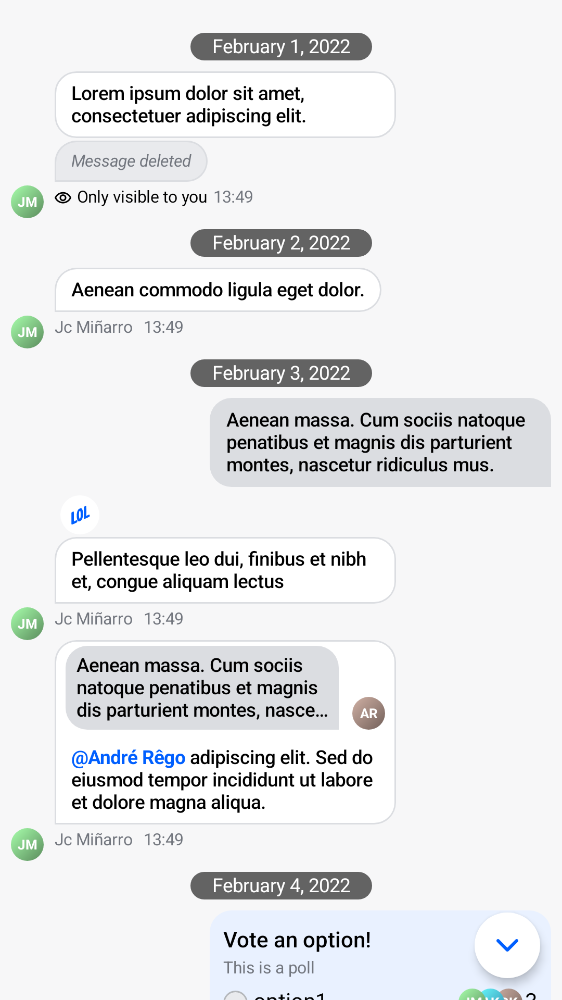 February 1, 2022
Lorem ipsum dolor sit amet,
consectetuer adipiscing elit.
Message deleted
JM
Only visible to you 13:49
February 2, 2022
Aenean commodo ligula eget dolor.
JM
Jc Miñarro 13:49
February 3, 2022
Aenean massa. Cum sociis natoque
penatibus et magnis dis parturient
montes, nascetur ridiculus mus.
LOL
Pellentesque leo dui, finibus et nibh
et, congue aliquam lectus
JM
Jc Miñarro 13:49
Aenean massa. Cum sociis
natoque penatibus et magnis
dis parturient montes, nasce...
AR
@André Rêgo adipiscing elit. Sed do
eiusmod tempor incididunt ut labore
et dolore magna aliqua.
JM
Jc Miñarro 13:49
February 4, 2022
Vote an option!
This is a poll
option1